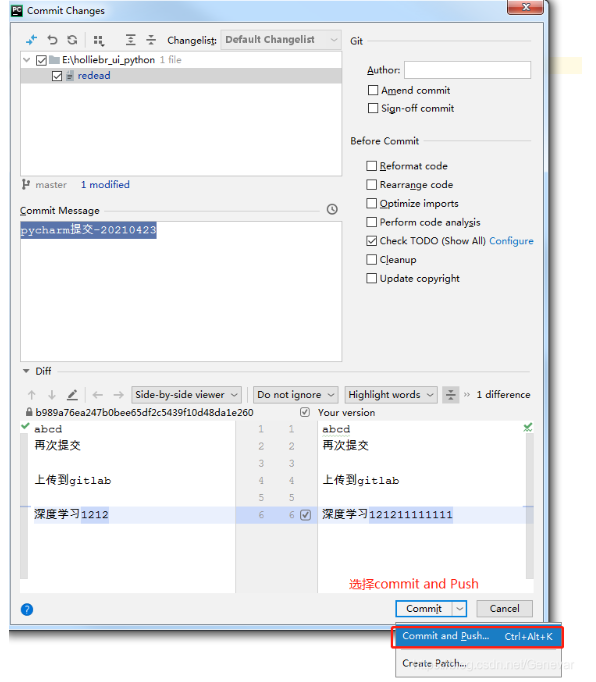 Commit Changes
Changelist: Default Changelist
Git
E:\holliebr_ui_python 1 file
redead
Author:
Amend commit
Sign-off commit
Before Commit
Reformat code
Rearrange code
Optimize imports
Perform code analysis
Check TODO (Show All) Configure
Cleanup
Update copyright
master 1 modified
Commit Message
pycharm提交-20210423
Diff
Side-by-side viewer Do not ignore Highlight words » 1 difference
b989a76ea247b0bee65df2c5439f10d48da1e260 Your version
abcd 1 1 abcd
再次提交 2 2 再次提交
3 3
上传到gitlab 4 4 上传到gitlab
5 5
深度学习1212 6 6 深度学习121211111111
选择commit and Push
? Commit Cancel
Commit and Push... Ctrl+Alt+K
Create Patch...